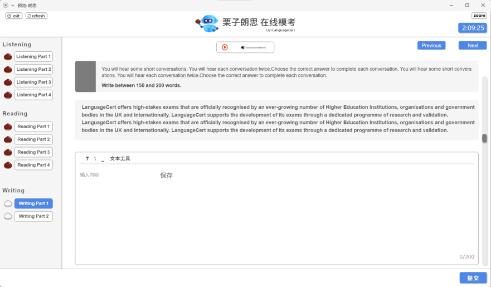 exit
refresh
栗子朗思 在线模考
by LanguageCert
2:09:25
Listening
Listening Part 1
Listening Part 2
Listening Part 3
Listening Part 4
Reading
Reading Part 1
Reading Part 2
Reading Part 3
Reading Part 4
Writing
Writing Part 1
Writing Part 2
Previous
Next
You will hear some short conversations. You will hear each conversation twice.Choose the correct answer to complete each conversation. You will hear some short convers
ations. You will hear each conversation twice.Choose the correct answer to complete each conversation.
Write between 150 and 200 words.
LanguageCert offers high-stakes exams that are officially recognised by an ever-growing number of Higher Education Institutions, organisations and government
bodies in the UK and internationally. LanguageCert supports the development of its exams through a dedicated programme of research and validation.
LanguageCert offers high-stakes exams that are officially recognised by an ever-growing number of Higher Education Institutions, organisations and government
bodies in the UK and internationally. LanguageCert supports the development of its exams through a dedicated programme of research and validation.
文本工具
保存
0/200
提交